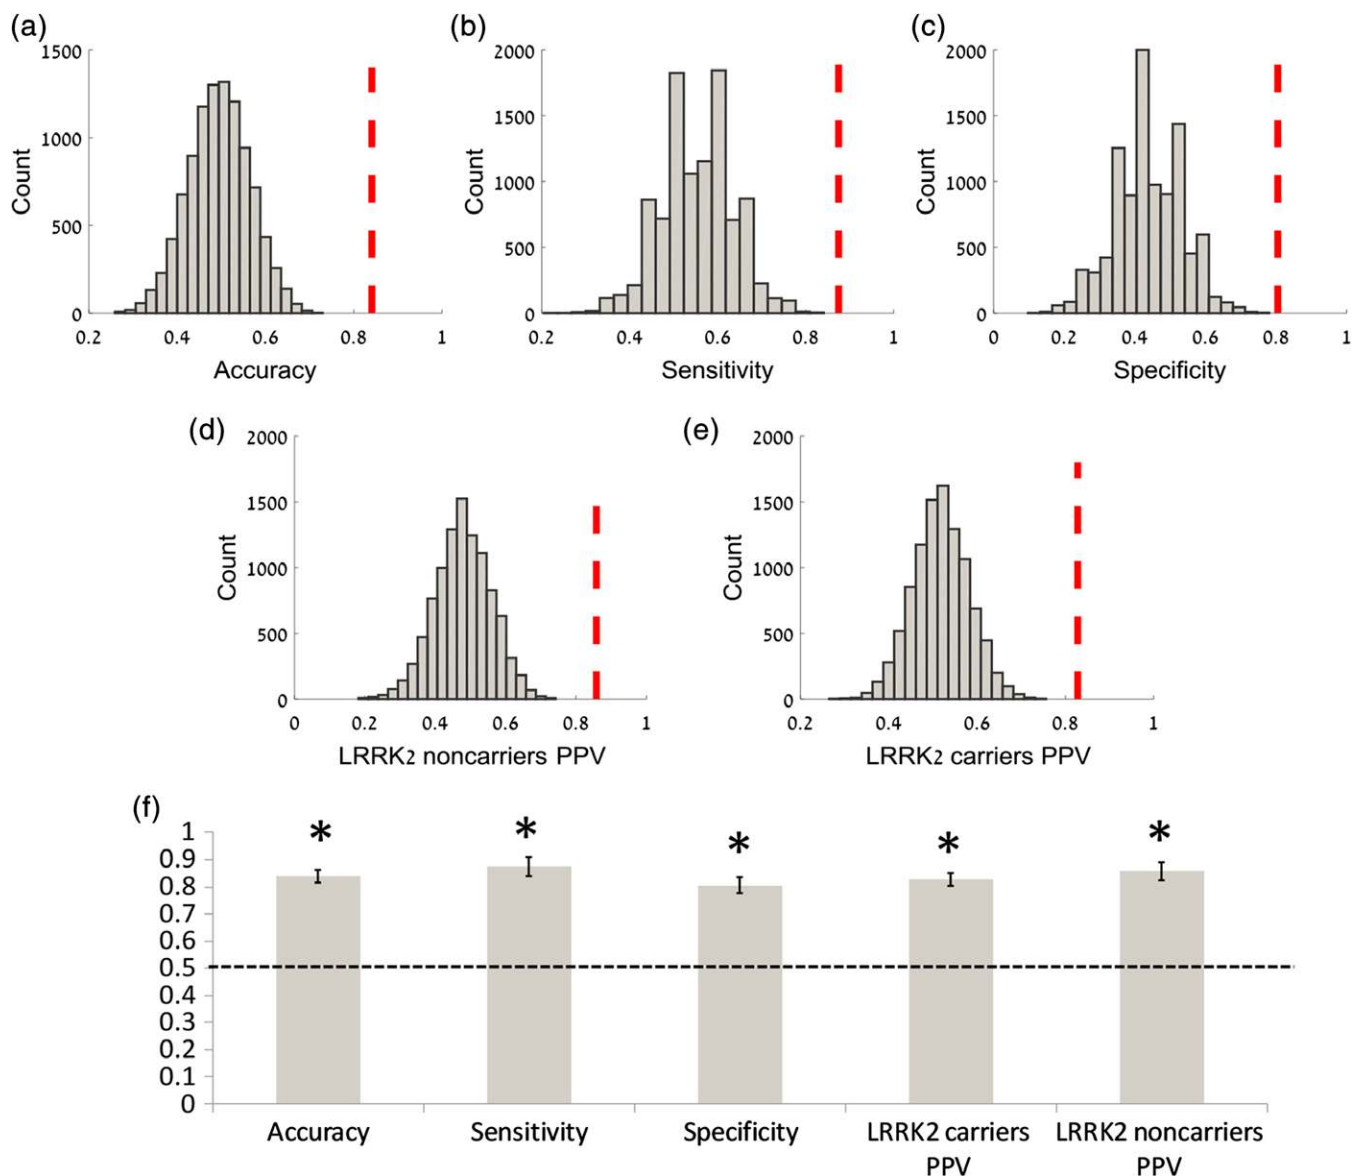 (a)
1500
1000
500
0
Count
0.2 0.4 0.6 0.8 1
Accuracy
(b)
2000
1500
1000
500
0
Count
0.2 0.4 0.6 0.8 1
Sensitivity
(c)
2000
1500
1000
500
0
Count
0 0.2 0.4 0.6 0.8 1
Specificity
(d)
2000
1500
1000
500
0
Count
0 0.2 0.4 0.6 0.8 1
LRRK2 noncarriers PPV
(e)
2000
1500
1000
500
0
Count
0.2 0.4 0.6 0.8 1
LRRK2 carriers PPV
(f)
1
0.9
0.8
0.7
0.6
0.5
0.4
0.3
0.2
0.1
0
* * * * *
Accuracy Sensitivity Specificity LRRK2 carriers LRRK2 noncarriers
PPV PPV